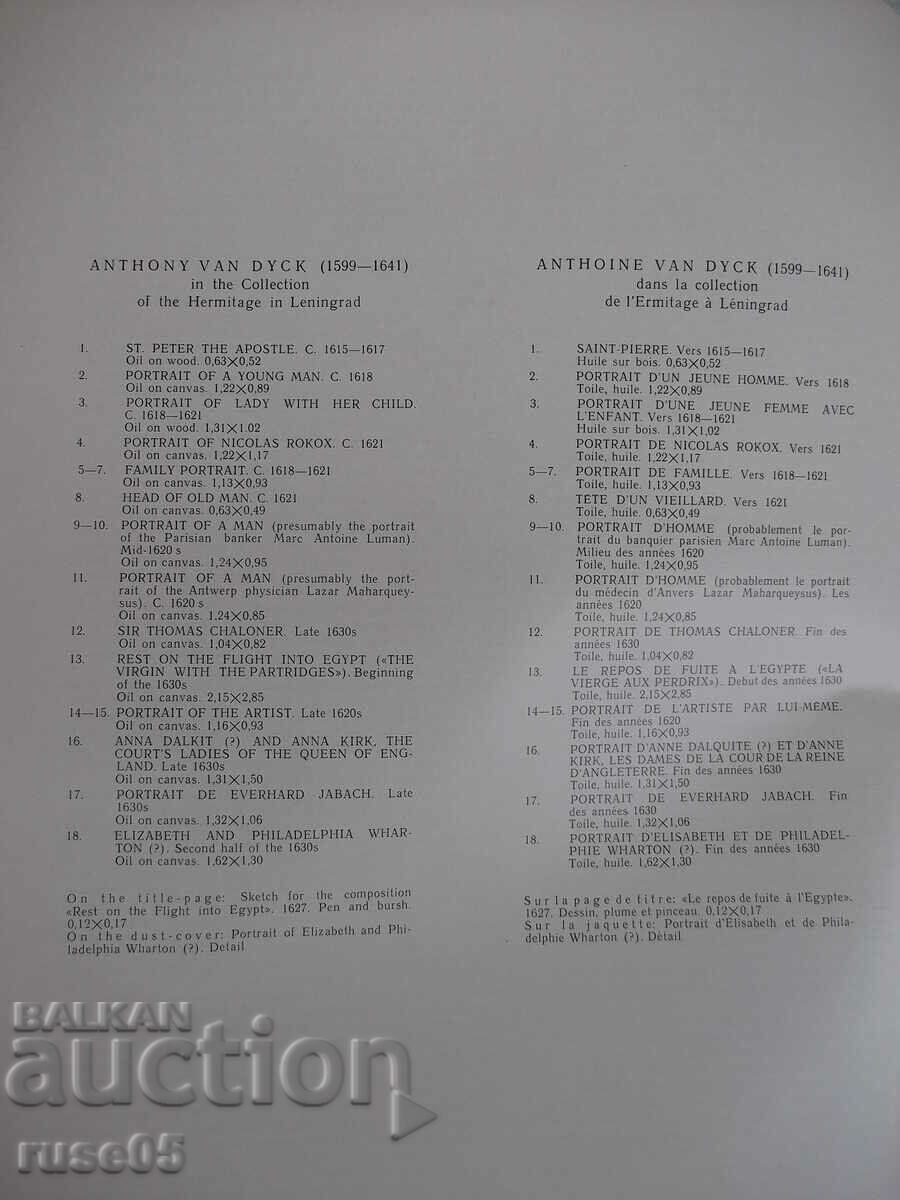 ANTHONY VAN DYCK (1599—1641)
in the Collection
of the Hermitage in Leningrad
1. ST. PETER THE APOSTLE. C. 1615—1617
Oil on wood. 0,63×0,52
2. PORTRAIT OF A YOUNG MAN. C. 1618
Oil on canvas. 1,22×0,89
3. PORTRAIT OF LADY WITH HER CHILD.
C. 1618—1621
Oil on wood. 1,31×1.02
4. PORTRAIT OF NICOLAS ROKOX. C. 1621
Oil on canvas. 1,22×1,17
5—7. FAMILY PORTRAIT. C. 1618—1621
Oil on canvas. 1,13×0,93
8. HEAD OF OLD MAN. C. 1621
Oil on canvas. 0,63×0,49
9—10. PORTRAIT OF A MAN (presumably the portrait
of the Parisian banker Marc Antoine Luman).
Mid-1620 s
Oil on canvas. 1,24×0,95
11. PORTRAIT OF A MAN (presumably the port-
rait of the Antwerp physician Lazar Maharquey-
sus). C. 1620 s
Oil on canvas. 1,24×0,85
12. SIR THOMAS CHALONER. Late 1630s
Oil on canvas. 1,04×0,82
13. REST ON THE FLIGHT INTO EGYPT («THE
VIRGIN WITH THE PARTRIDGES»). Beginning
of the 1630s
Oil on canvas. 2,15×2,85
14—15. PORTRAIT OF THE ARTIST. Late 1620s
Oil on canvas. 1,16×0,93
16. ANNA DALKIT (?) AND ANNA KIRK, THE
COURT'S LADIES OF THE QUEEN OF ENG-
LAND. Late 1630s
Oil on canvas. 1,31×1,50
17. PORTRAIT DE EVERHARD JABACH. Late
1630s
Oil on canvas. 1,32×1,06
18. ELIZABETH AND PHILADELPHIA WHAR-
TON (?). Second half of the 1630s
Oil on canvas. 1,62×1,30
On the title-page: Sketch for the composition
«Rest on the Flight into Egypt». 1627. Pen and bursh.
0,12×0,17
On the dust-cover: Portrait of Elizabeth and Phi-
ladelphia Wharton (?). Detail
ANTHOINE VAN DYCK (1599—1641)
dans la collection
de l'Ermitage à Léningrad
1. SAINT-PIERRE. Vers 1615—1617
Huile sur bois. 0,63×0,52
2. PORTRAIT D'UN JEUNE HOMME. Vers 1618
Toile, huile. 1,22×0,89
3. PORTRAIT D'UNE JEUNE FEMME AVEC
L'ENFANT. Vers 1618—1621
Huile sur bois. 1,31×1,02
4. PORTRAIT DE NICOLAS ROKOX. Vers 1621
Toile, huile. 1,22×1,17
5—7. PORTRAIT DE FAMILLE. Vers 1618—1621
Toile, huile. 1,13×0,93
8. TETE D'UN VIEILLARD. Vers 1621
Toile, huile. 0,63×0,49
9—10. PORTRAIT D'HOMME (probablement le por-
trait du banquier parisien Marc Antoine Luman).
Milieu des années 1620
Toile, huile. 1,24×0,95
11. PORTRAIT D'HOMME (probablement le portrait
du médecin d'Anvers Lazar Maharqueysus). Les
années 1620
Toile, huile. 1,24×0,85
12. PORTRAIT DE THOMAS CHALONER. Fin des
années 1630
Toile, huile. 1,04×0,82
13. LE REPOS DE FUITE A L'EGYPTE («LA
VIERGE AUX PERDRIX»). Debut des années 1630
Toile, huile. 2,15×2,85
14—15. PORTRAIT DE L'ARTISTE PAR LUI-MEME.
Fin des années 1620
Toile, huile. 1,16×0,93
16. PORTRAIT D'ANNE DALQUITE (?) ET D'ANNE
KIRK, LES DAMES DE LA COUR DE LA REINE
D'ANGLETERRE. Fin des années 1630
Toile, huile. 1,31×1,50
17. PORTRAIT DE EVERHARD JABACH. Fin
des années 1630
Toile, huile. 1,32×1,06
18. PORTRAIT D'ELISABETH ET DE PHILADEL-
PHIE WHARTON (?). Fin des années 1630
Toile, huile. 1,62×1,30
Sur la page de titre: «Le repos de fuite à l'Egypte».
1627. Dessin, plume et pinceau. 0,12×0,17
Sur la jaquette: Portrait d'Elisabeth et de Phila-
delphie Wharton (?). Détail
BALKAN
auction
ruse05